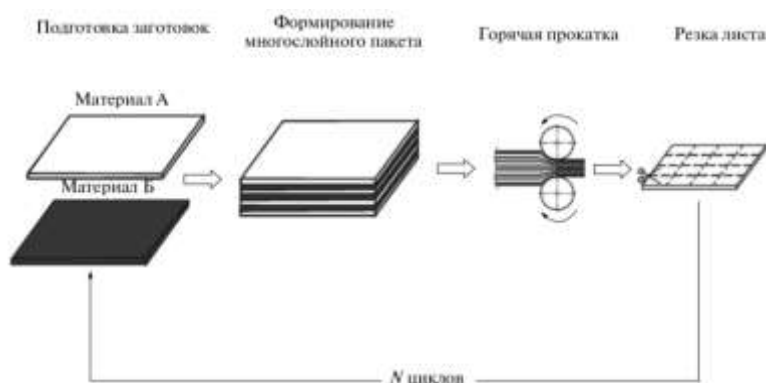 Подготовка заготовок
Формирование
многослойного пакета
Горячая прокатка
Резка листа
Материал А
Материал Б
N циклов